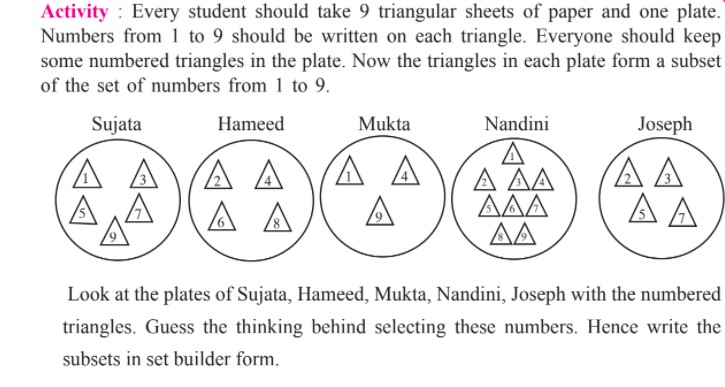 Activity : Every student should take 9 triangular sheets of paper and one plate.
Numbers from 1 to 9 should be written on each triangle. Everyone should keep
some numbered triangles in the plate. Now the triangles in each plate form a subset
of the set of numbers from 1 to 9.
Sujata Hameed Mukta Nandini Joseph
1 3 5 7 9
2 4 6 8
1 4 9
1 2 3 4 5 6 7 8 9
2 3 5 7
Look at the plates of Sujata, Hameed, Mukta, Nandini, Joseph with the numbered
triangles. Guess the thinking behind selecting these numbers. Hence write the
subsets in set builder form.